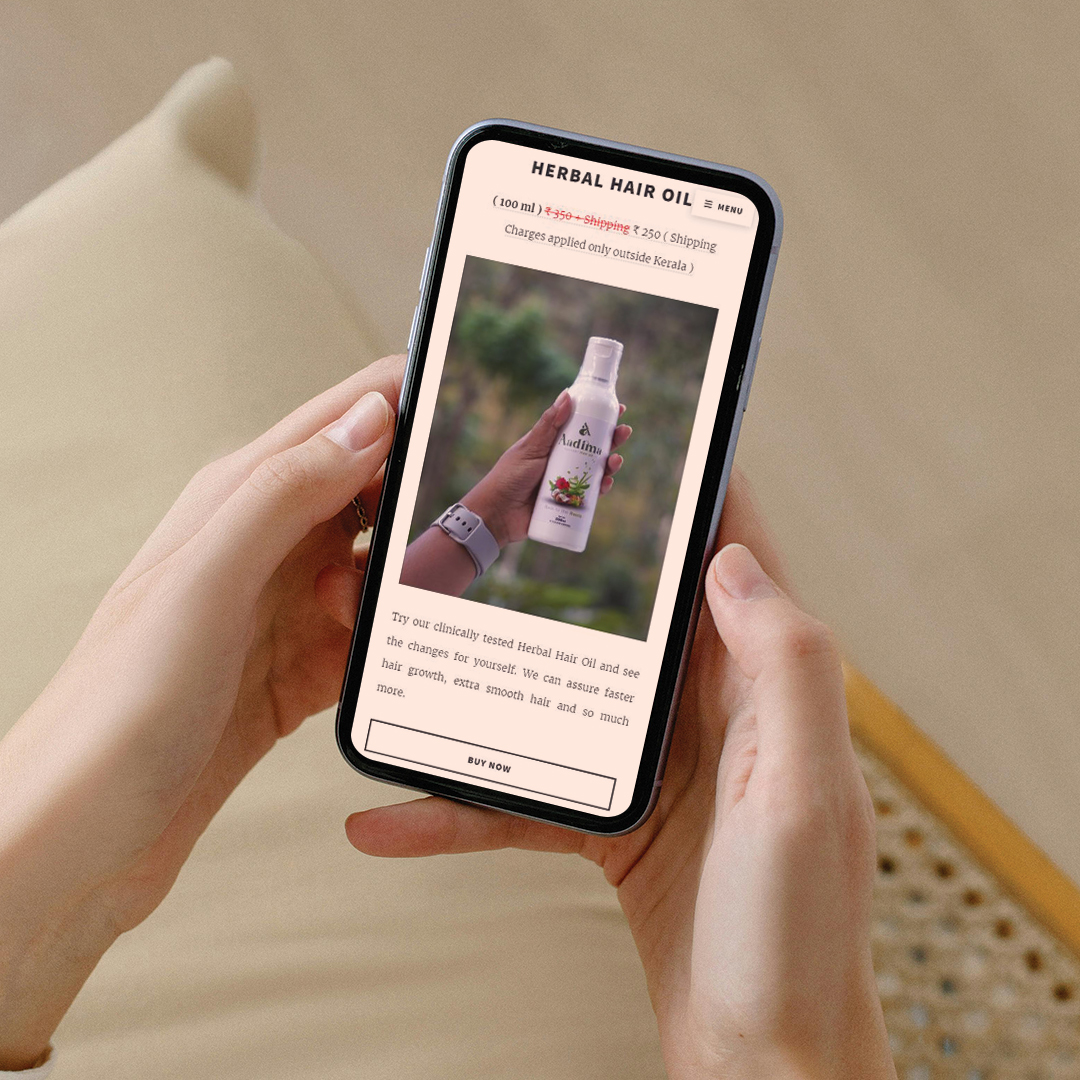 HERBAL HAIR OIL
☰ MENU
( 100 ml ) ₹ 350 + Shipping ₹ 250 ( Shipping
Charges applied only outside Kerala )
Aadima
Try our clinically tested Herbal Hair Oil and see
the changes for yourself. We can assure faster
hair growth, extra smooth hair and so much
more.
BUY NOW